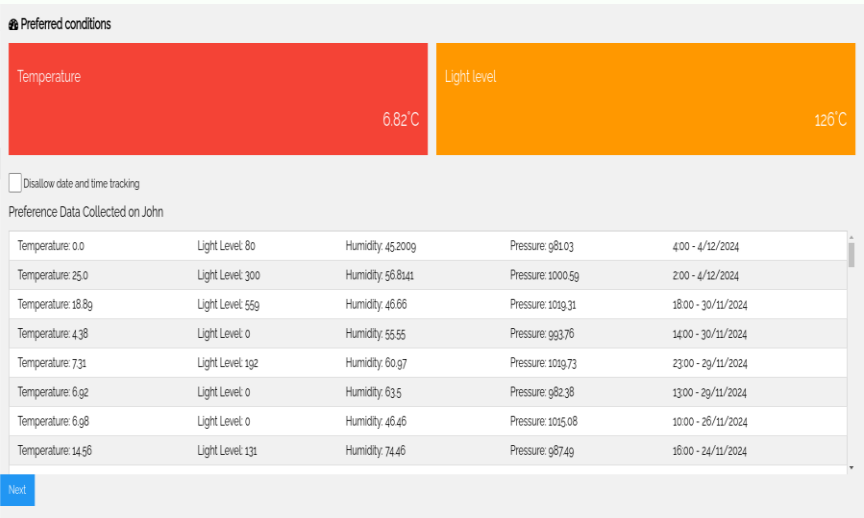 Preferred conditions
Temperature
6.82°C
Light level
126°C
Disallow date and time tracking
Preference Data Collected on John
Temperature: 0.0 Light Level: 80 Humidity: 45.2009 Pressure: 981.03 4:00 - 4/12/2024
Temperature: 25.0 Light Level: 300 Humidity: 56.8141 Pressure: 1000.59 2:00 - 4/12/2024
Temperature: 18.89 Light Level: 559 Humidity: 46.66 Pressure: 1019.31 18:00 - 30/11/2024
Temperature: 4.38 Light Level: 0 Humidity: 55.55 Pressure: 993.76 14:00 - 30/11/2024
Temperature: 7.31 Light Level: 192 Humidity: 60.97 Pressure: 1019.73 23:00 - 29/11/2024
Temperature: 6.92 Light Level: 0 Humidity: 63.5 Pressure: 982.38 13:00 - 29/11/2024
Temperature: 6.98 Light Level: 0 Humidity: 46.46 Pressure: 1015.08 10:00 - 26/11/2024
Temperature: 14.56 Light Level: 131 Humidity: 74.46 Pressure: 987.49 16:00 - 24/11/2024
Next